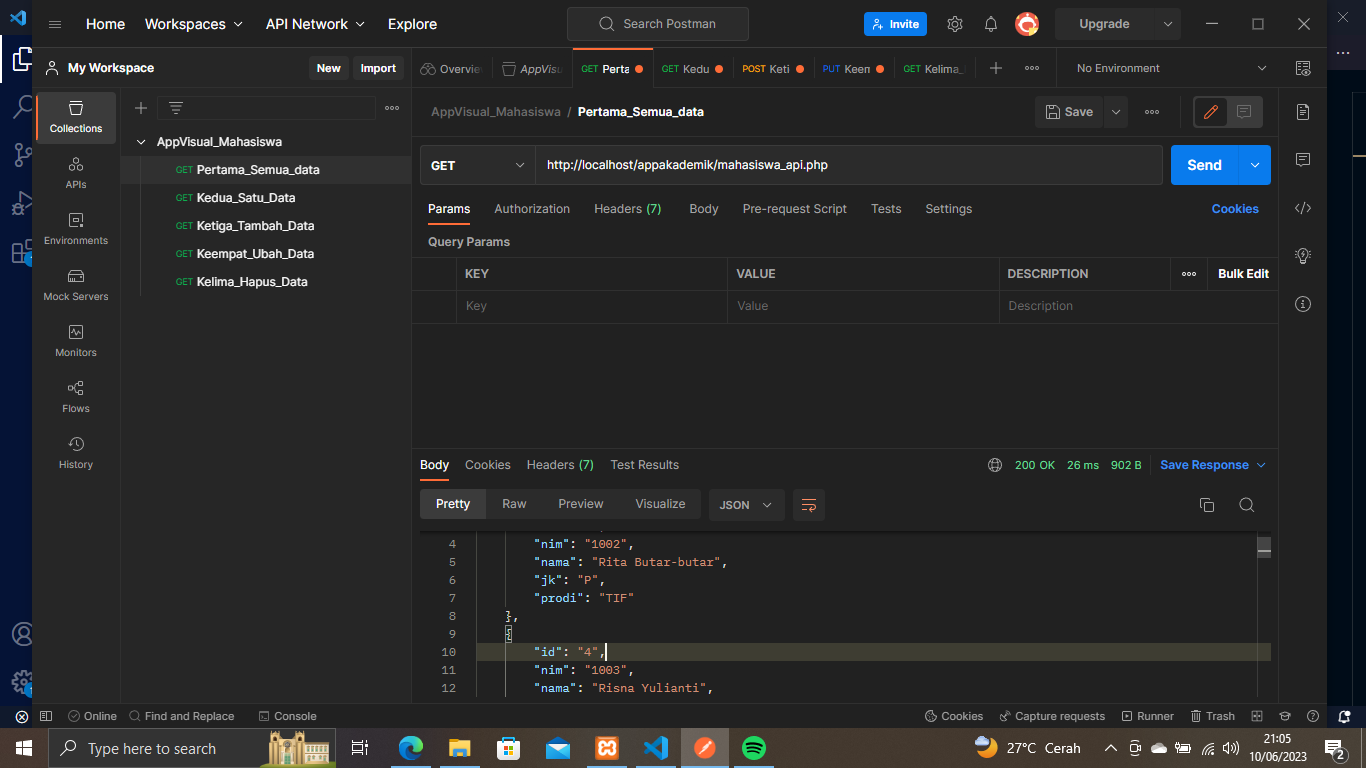 Home Workspaces API Network Explore Search Postman Invite Upgrade
My Workspace New Import
Overvie AppVisu GET Perta GET Kedu POST Keti PUT Keem GET Kelima_ No Environment
Collections
APIs
Environments
Mock Servers
Monitors
Flows
History
AppVisual_Mahasiswa
GET Pertama_Semua_data
GET Kedua_Satu_Data
GET Ketiga_Tambah_Data
GET Keempat_Ubah_Data
GET Kelima_Hapus_Data
AppVisual_Mahasiswa / Pertama_Semua_data Save
GET http://localhost/appakademik/mahasiswa_api.php Send
Params Authorization Headers (7) Body Pre-request Script Tests Settings Cookies
Query Params
KEY VALUE DESCRIPTION Bulk Edit
Key Value Description
Body Cookies Headers (7) Test Results 200 OK 26 ms 902 B Save Response
Pretty Raw Preview Visualize JSON
4 "nim": "1002",
5 "nama": "Rita Butar-butar",
6 "jk": "P",
7 "prodi": "TIF"
8 },
9 {
10 "id": "4",
11 "nim": "1003",
12 "nama": "Risna Yulianti",
Online Find and Replace Console Cookies Capture requests Runner Trash
Type here to search 27°C Cerah 21:05
10/06/2023 2